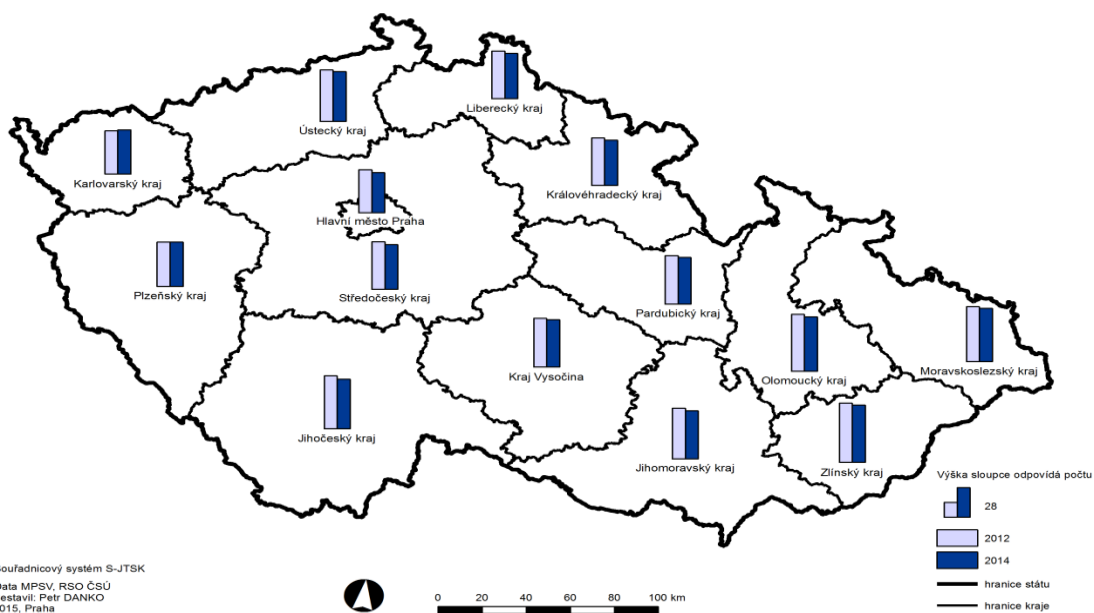 Liberecký kraj
Ústecký kraj
Karlovarský kraj
Královéhradecký kraj
Hlavní město Praha
Plzeňský kraj
Středočeský kraj
Pardubický kraj
Kraj Vysočina
Olomoucký kraj
Moravskoslezský kraj
Jihočeský kraj
Jihomoravský kraj
Zlínský kraj
Výška sloupce odpovídá počtu
28
2012
2014
hranice státu
hranice kraje
ouřadnicový systém S-JTSK
Data MPSV, RSO ČSÚ
estavil: Petr DANKO
2015, Praha
0 20 40 60 80 100 km